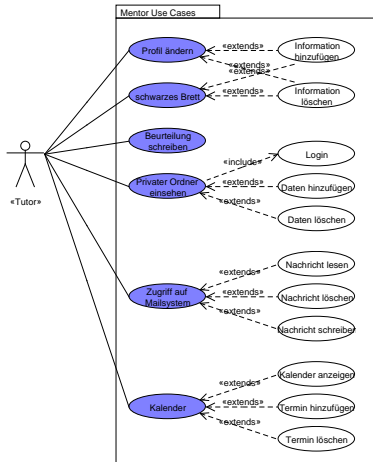 Mentor Use Cases
Profil ändern
«extends»
Information
hinzufügen
«extends»
«extends»
schwarzes Brett
«extends»
Information
löschen
Beurteilung
schreiben
«include»
Login
Privater Ordner
einsehen
«extends»
Daten hinzufügen
«extends»
Daten löschen
«Tutor»
«extends»
Nachricht lesen
Zugriff auf
Mailsystem
«extends»
Nachricht löschen
«extends»
Nachricht schreiber
«extends»
Kalender anzeigen
Kalender
«extends»
Termin hinzufügen
«extends»
Termin löschen